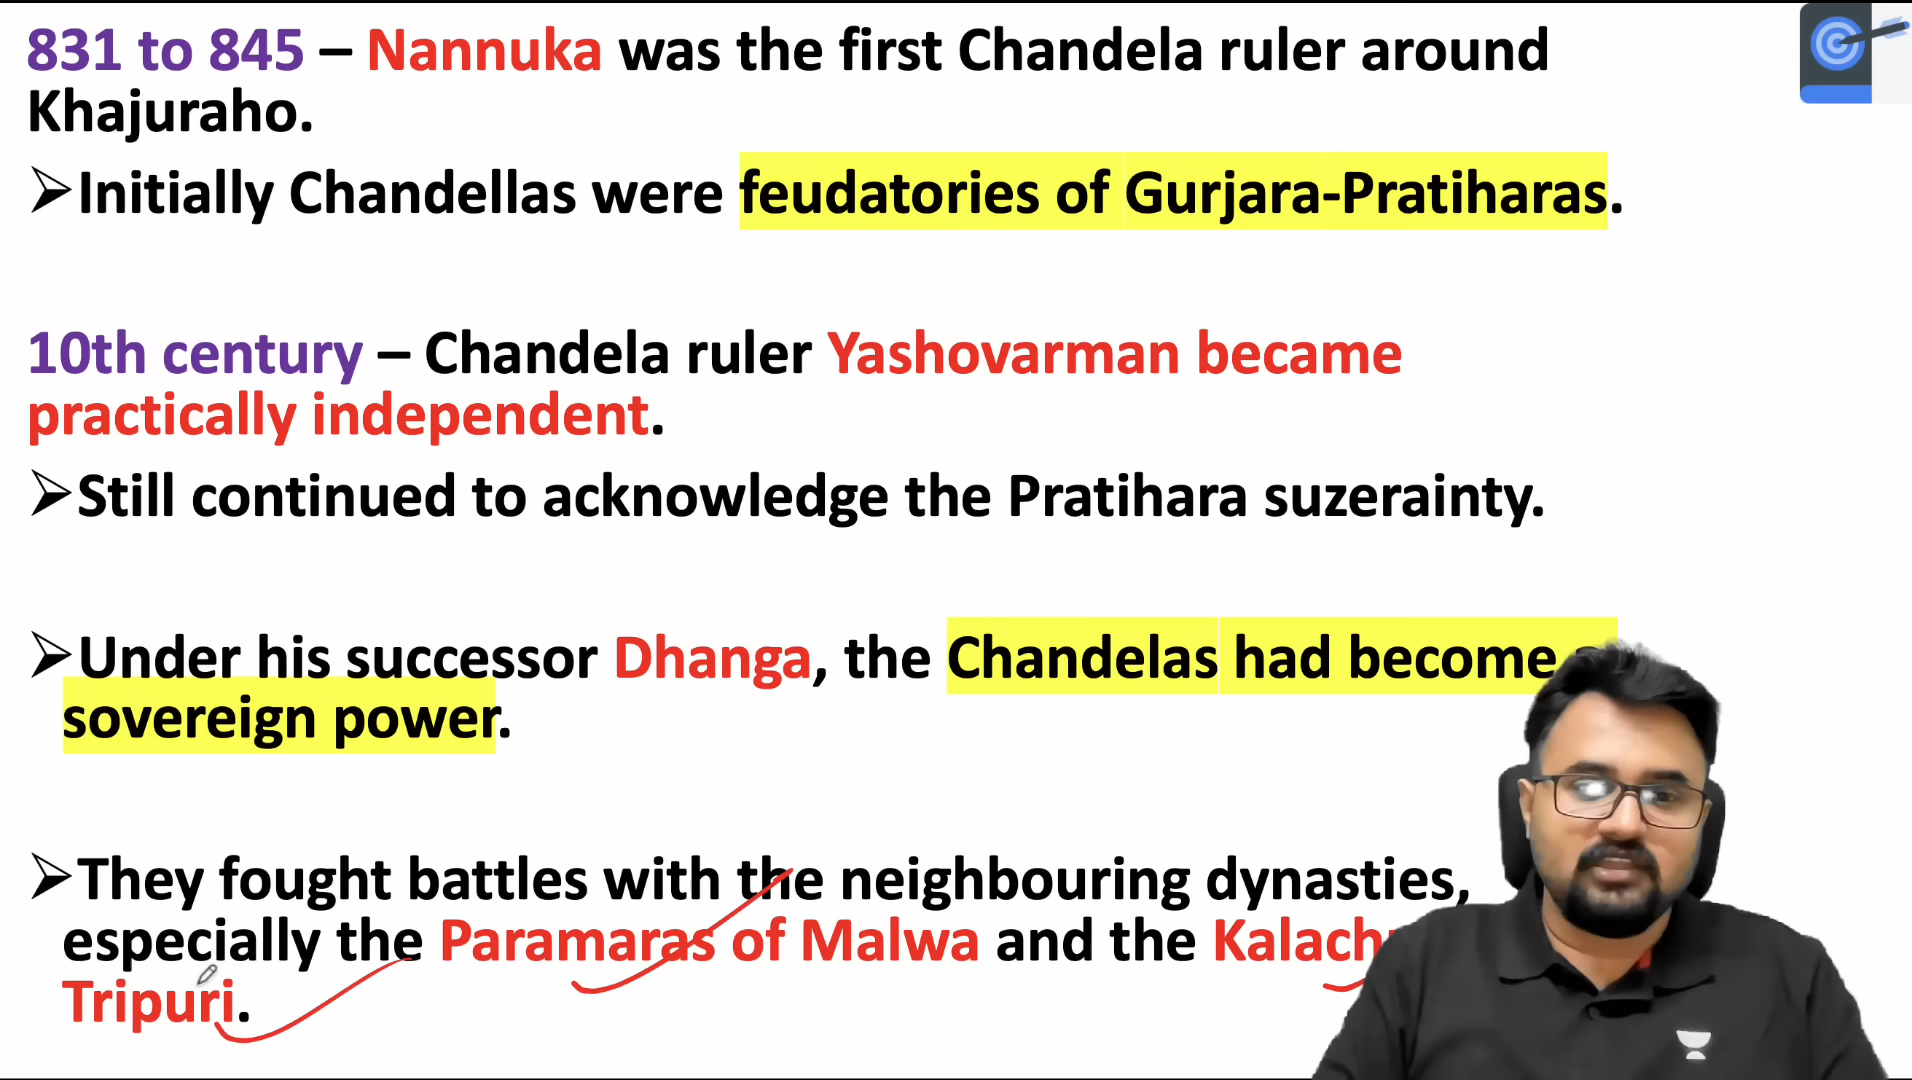 831 to 845 – Nannuka was the first Chandela ruler around
Khajuraho.
➢Initially Chandellas were feudatories of Gurjara-Pratiharas.
10th century – Chandela ruler Yashovarman became
practically independent.
➢Still continued to acknowledge the Pratihara suzerainty.
➢Under his successor Dhanga, the Chandelas had become
sovereign power.
➢They fought battles with the neighbouring dynasties,
especially the Paramaras of Malwa and the
Tripuri.